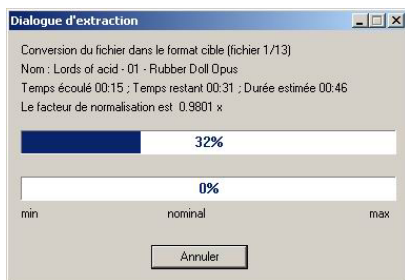 Dialogue d'extraction
Conversion du fichier dans le format cible (fichier 1/13)
Nom : Lords of acid - 01 - Rubber Doll Opus
Temps écoulé 00:15 ; Temps restant 00:31 ; Durée estimée 00:46
Le facteur de normalisation est 0.9801 x
32%
0%
min nominal max
Annuler